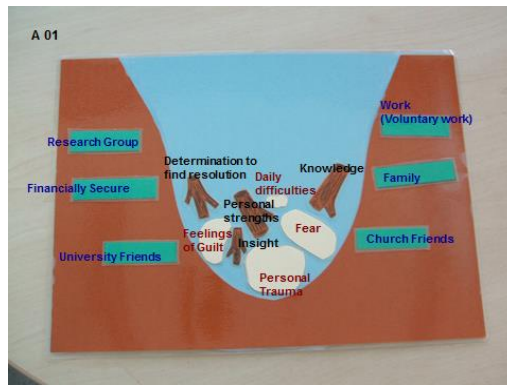 A 01
Work
(Voluntary work)
Research Group
Determination to
find resolution
Knowledge
Daily
difficulties
Family
Financially Secure
Personal
strengths
Feelings
of Guilt
Insight
Fear
Church Friends
University Friends
Personal
Trauma